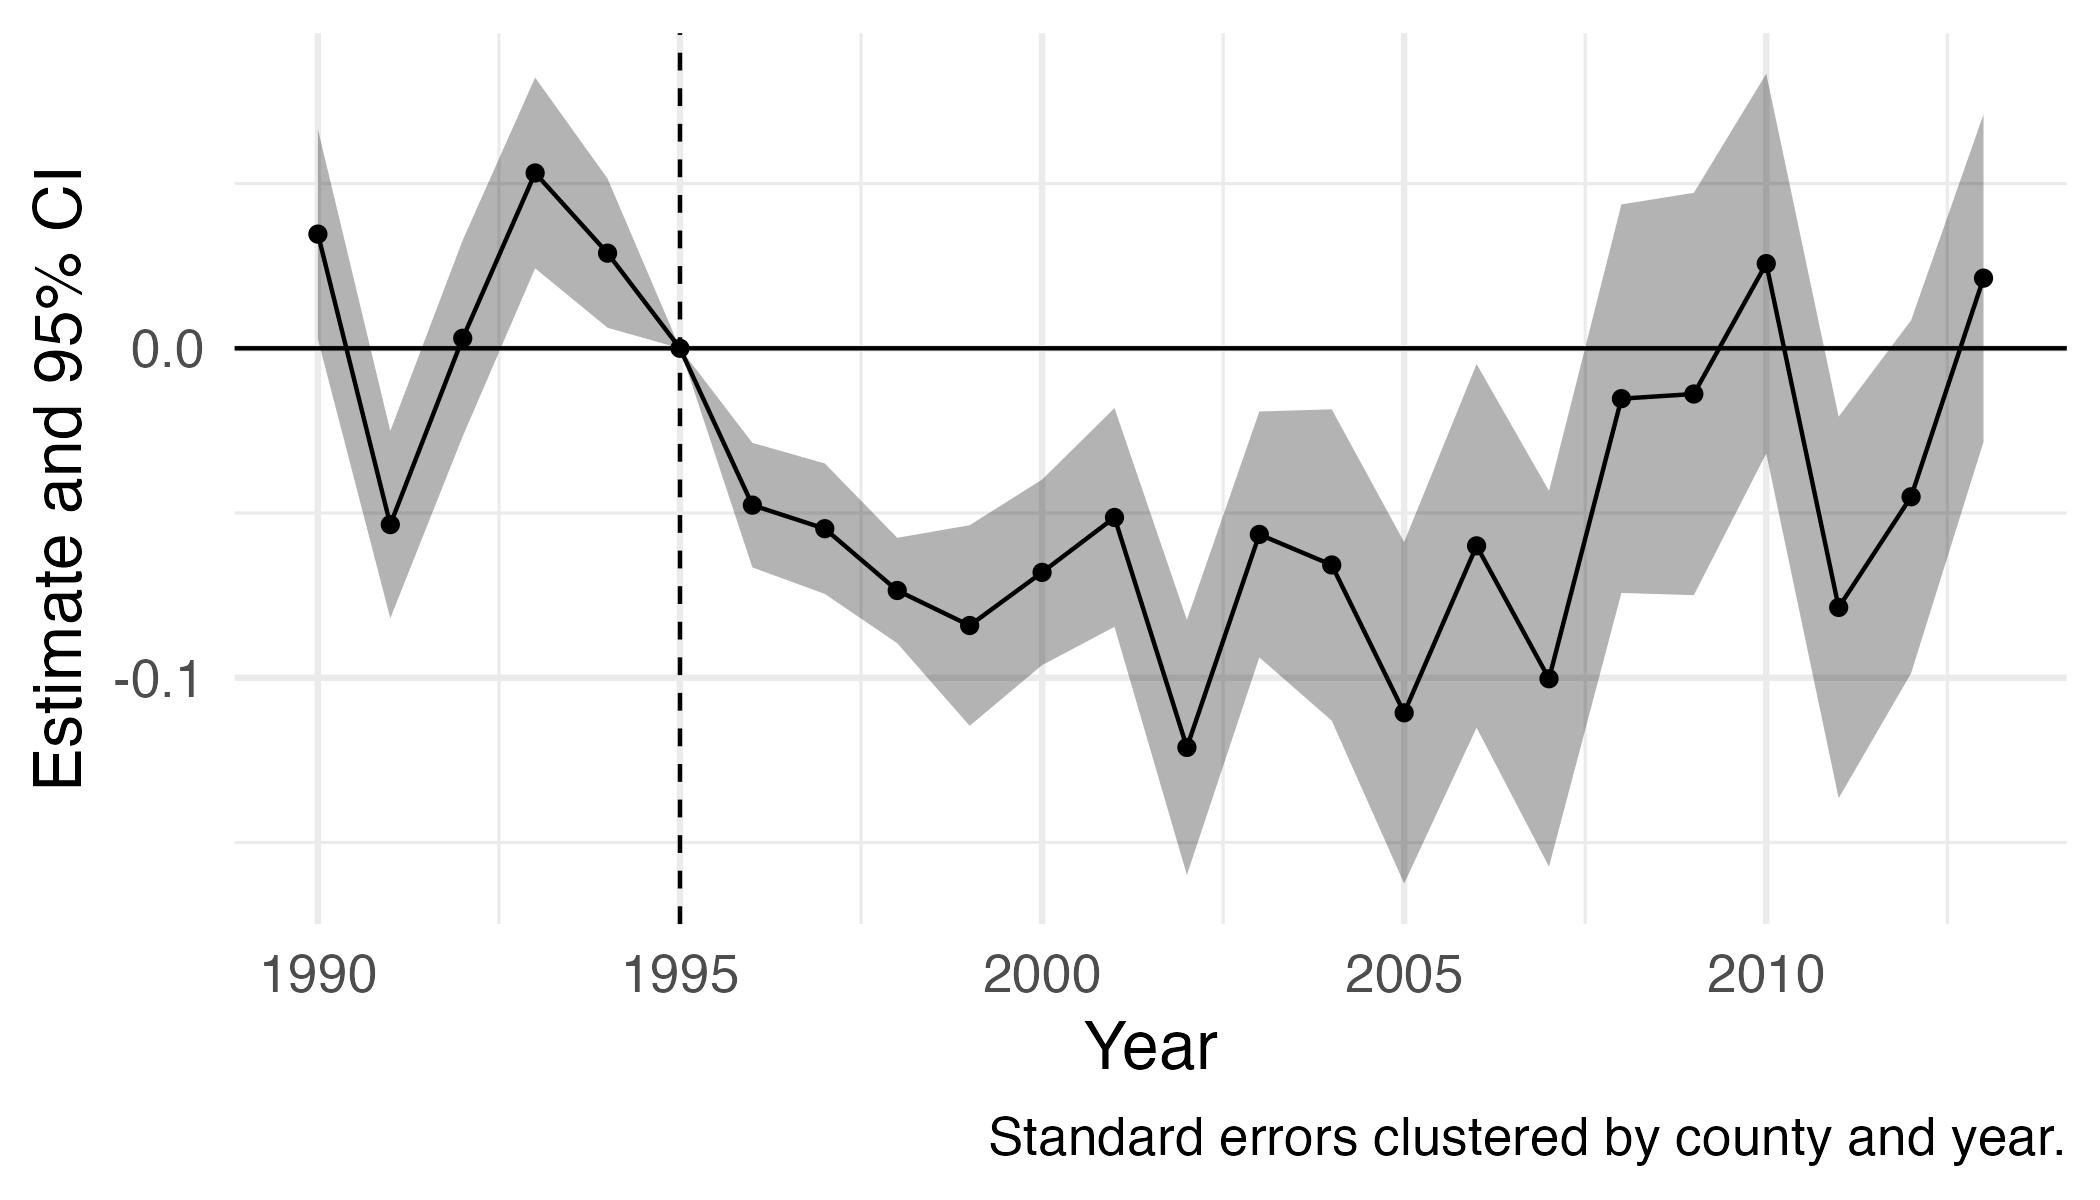 Estimate and 95% CI
0.0
-0.1
1990 1995 2000 2005 2010
Year
Standard errors clustered by county and year.